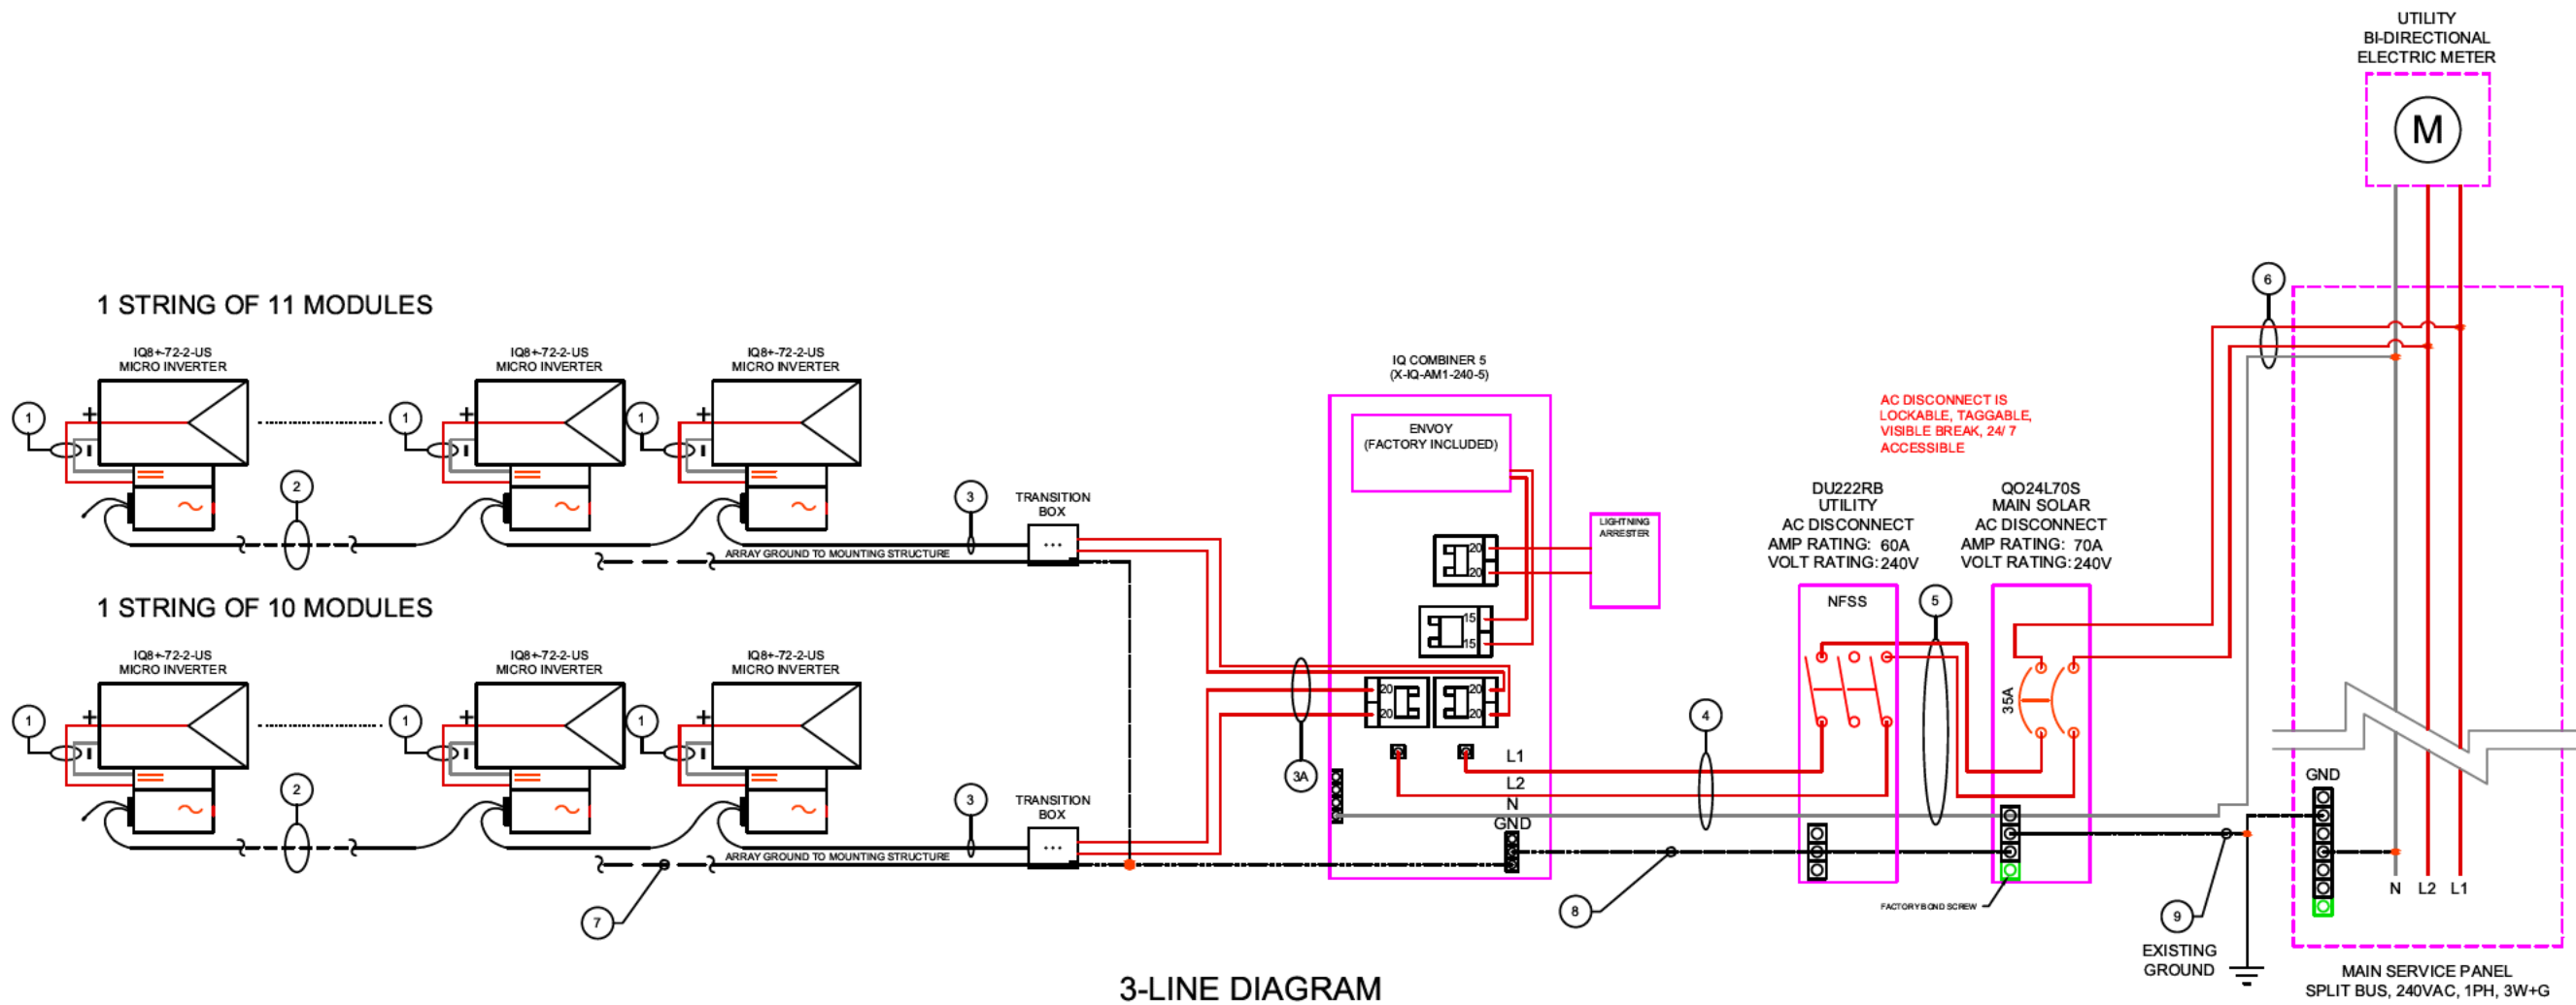 UTILITY
BI-DIRECTIONAL
ELECTRIC METER
M
6
1 STRING OF 11 MODULES
IQ8+-72-2-US
MICRO INVERTER
IQ8+-72-2-US
MICRO INVERTER
IQ8+-72-2-US
MICRO INVERTER
1
1
1
2
3
TRANSITION
BOX
ARRAY GROUND TO MOUNTING STRUCTURE
1 STRING OF 10 MODULES
IQ8+-72-2-US
MICRO INVERTER
IQ8+-72-2-US
MICRO INVERTER
IQ8+-72-2-US
MICRO INVERTER
1
1
1
2
3
TRANSITION
BOX
ARRAY GROUND TO MOUNTING STRUCTURE
7
IQ COMBINER 5
(X-IQ-AM1-240-5)
ENVOY
(FACTORY INCLUDED)
LIGHTNING
ARRESTER
20
20
15
15
20
20
20
20
3A
L1
L2
N
GND
4
8
AC DISCONNECT IS
LOCKABLE, TAGGABLE,
VISIBLE BREAK, 24/ 7
ACCESSIBLE
DU222RB
UTILITY
AC DISCONNECT
AMP RATING: 60A
VOLT RATING: 240V
NFSS
5
QO24L70S
MAIN SOLAR
AC DISCONNECT
AMP RATING: 70A
VOLT RATING: 240V
35A
FACTORY BOND SCREW
9
EXISTING
GROUND
GND
N L2 L1
MAIN SERVICE PANEL
SPLIT BUS, 240VAC, 1PH, 3W+G
3-LINE DIAGRAM